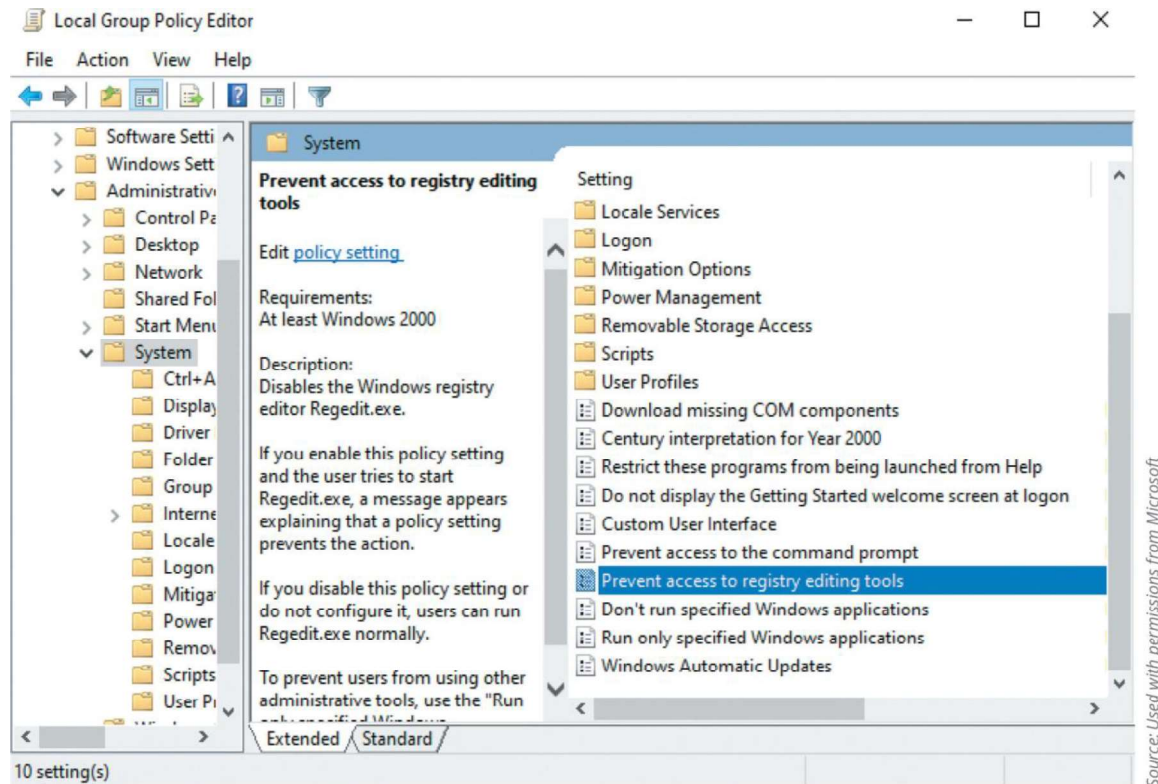 Local Group Policy Editor
File Action View Help
Software Setti
Windows Sett
Administrativ
Control Pa
Desktop
Network
Shared Fol
Start Menu
System
Ctrl+A
Display
Driver
Folder
Group
Interne
Locale
Logon
Mitigat
Power
Remov
Scripts
User Pr
System
Prevent access to registry editing
tools
Edit policy setting
Requirements:
At least Windows 2000
Description:
Disables the Windows registry
editor Regedit.exe.
If you enable this policy setting
and the user tries to start
Regedit.exe, a message appears
explaining that a policy setting
prevents the action.
If you disable this policy setting or
do not configure it, users can run
Regedit.exe normally.
To prevent users from using other
administrative tools, use the "Run
only specified Windows
Setting
Locale Services
Logon
Mitigation Options
Power Management
Removable Storage Access
Scripts
User Profiles
Download missing COM components
Century interpretation for Year 2000
Restrict these programs from being launched from Help
Do not display the Getting Started welcome screen at logon
Custom User Interface
Prevent access to the command prompt
Prevent access to registry editing tools
Don't run specified Windows applications
Run only specified Windows applications
Windows Automatic Updates
Extended Standard
10 setting(s)
Source: Used with permissions from Microsoft